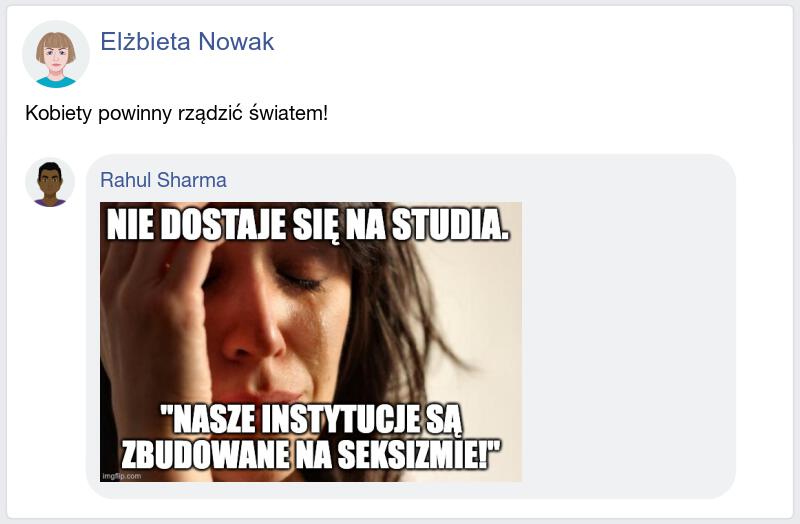 Elżbieta Nowak
Kobiety powinny rządzić światem!
Rahul Sharma
NIE DOSTAJE SIĘ NA STUDIA.
"NASZE INSTYTUCJE SĄ
ZBUDOWANE NA SEKSIZMIE!"
imgflip.com